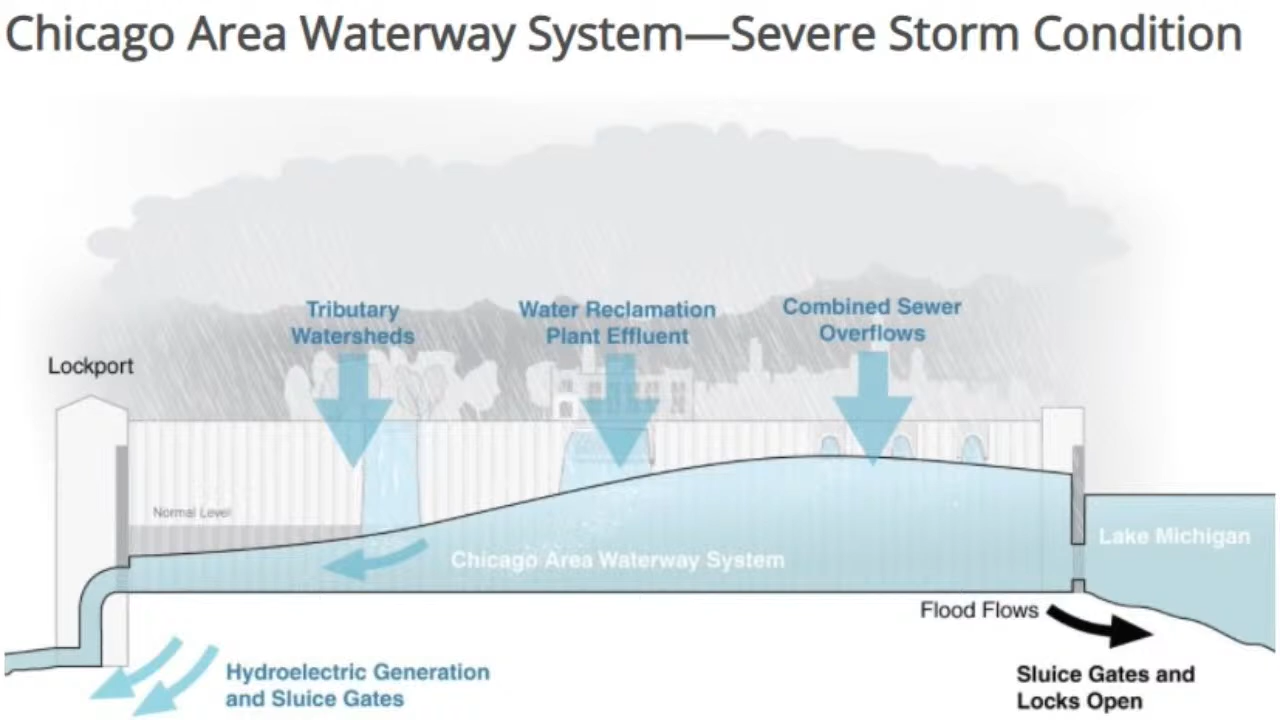 Chicago Area Waterway System—Severe Storm Condition
Tributary
Watersheds
Water Reclamation
Plant Effluent
Combined Sewer
Overflows
Lockport
Normal Level
Lake Michigan
Chicago Area Waterway System
Flood Flows
Hydroelectric Generation
and Sluice Gates
Sluice Gates and
Locks Open